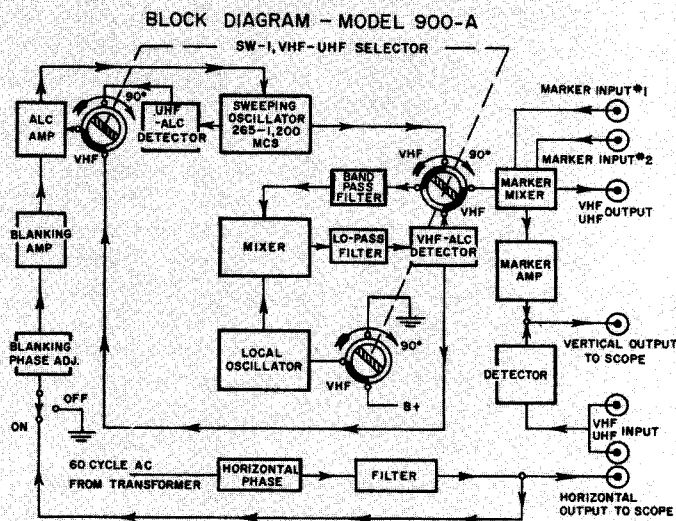 BLOCK DIAGRAM - MODEL 900-A
SW-1, VHF-UHF SELECTOR
ALC
AMP
90°
VHF
UHF
-ALC
DETECTOR
SWEEPING
OSCILLATOR
265-1,200
MCS
MARKER INPUT #1
MARKER INPUT #2
VHF
90°
VHF
BAND
PASS
FILTER
MARKER
MIXER
VHF
UHF OUTPUT
BLANKING
AMP
MIXER
LO-PASS
FILTER
VHF-ALC
DETECTOR
MARKER
AMP
BLANKING
PHASE ADJ.
LOCAL
OSCILLATOR
90°
VHF
B+
VERTICAL OUTPUT
TO SCOPE
DETECTOR
OFF
ON
VHF
UHF INPUT
60 CYCLE AC
FROM TRANSFORMER
HORIZONTAL
PHASE
FILTER
HORIZONTAL
OUTPUT TO SCOPE